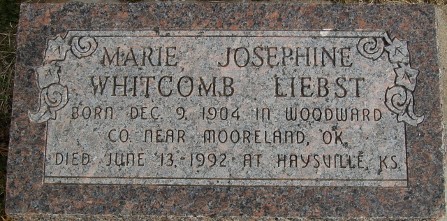 MARIE JOSEPHINE
WHITCOMB LIEBST
BORN DEC. 9, 1904 IN WOODWARD
CO. NEAR MOORELAND, OK.
DIED JUNE 13, 1992 AT HAYSVILLE, KS.